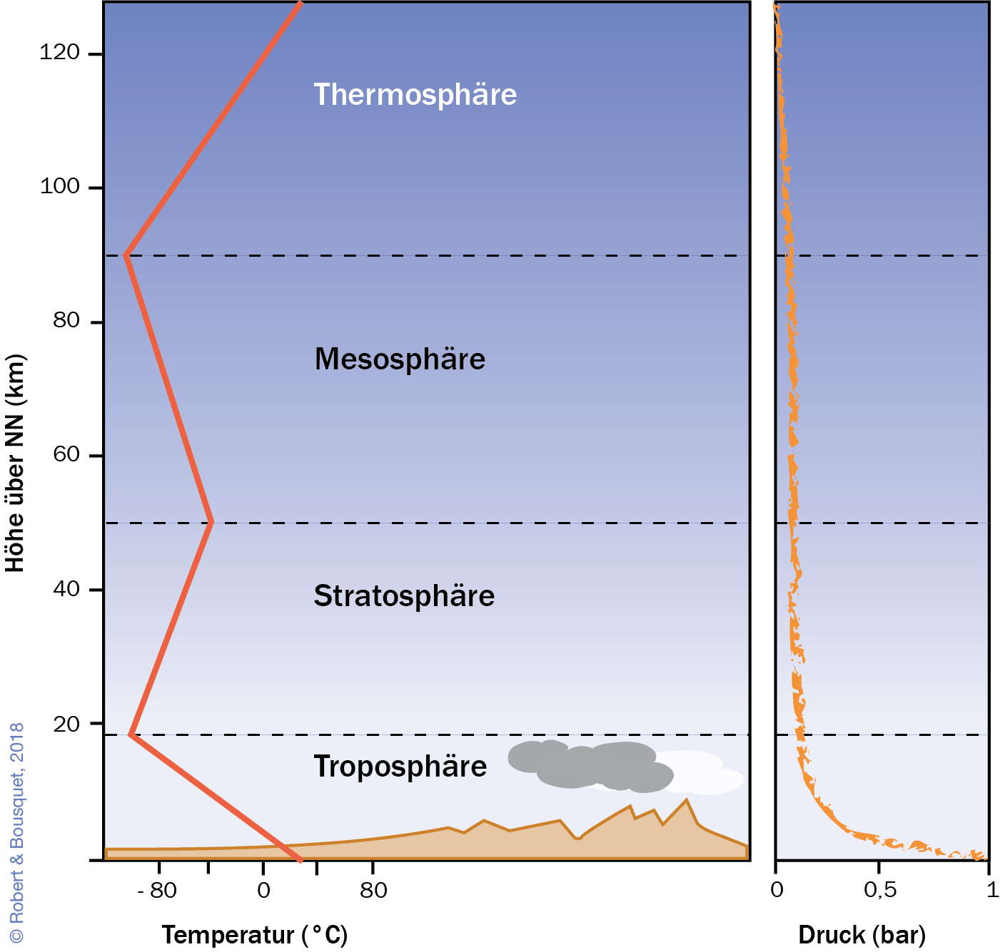 120
100
80
60
40
20
Höhe über NN (km)
© Robert & Bousquet, 2018
Thermosphäre
Mesosphäre
Stratosphäre
Troposphäre
- 80 0 80
Temperatur (°C)
0 0,5 1
Druck (bar)